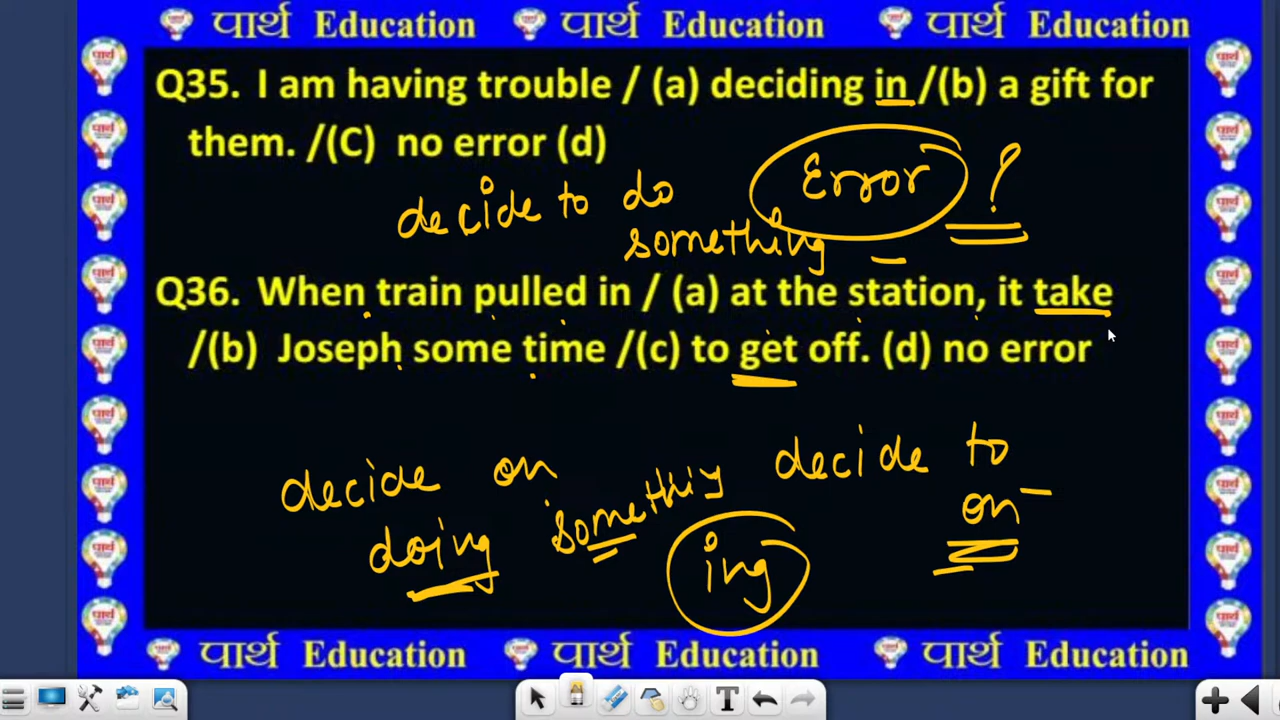 पार्थ Education पार्थ Education पार्थ Education
Q35. I am having trouble / (a) deciding in /(b) a gift for
them. /(C) no error (d)
Error ?
decide to do
something
Q36. When train pulled in / (a) at the station, it take
/(b) Joseph some time /(c) to get off. (d) no error
decide on
doing something
ing
decide to
on
पार्थ Education पार्थ Education पार्थ Education
T